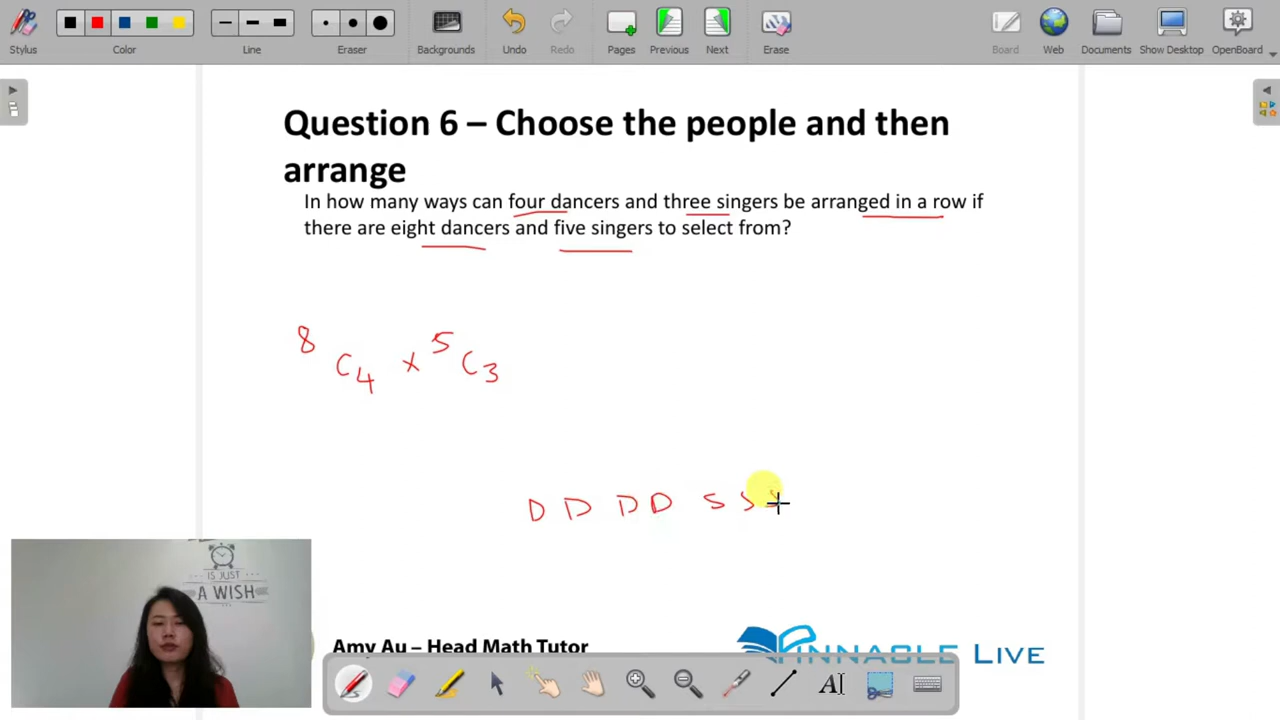 Stylus
Color
Line
Eraser
Backgrounds
Undo
Redo
Pages
Previous
Next
Erase
Board
Web
Documents
Show Desktop
OpenBoard
Question 6 – Choose the people and then
arrange
In how many ways can four dancers and three singers be arranged in a row if
there are eight dancers and five singers to select from?
8C4 x 5C3
D D D D S S S
IS JUST
A WISH
Amy Au – Head Math Tutor
PINNACLE LIVE
AI